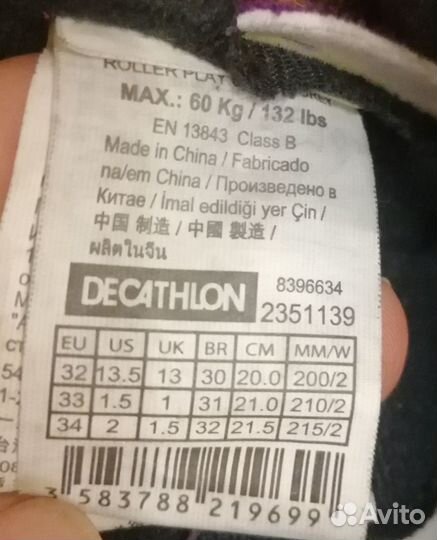 ROLLER PLAY
MAX.: 60 Kg / 132 lbs
EN 13843 Class B
Made in China / Fabricado
na/em China / Произведено в
Китае / İmal edildiği yer Çin /
中国 制造 / 中國 製造 /
ผลิตในจีน
DECATHLON 8396634
2351139
EU US UK BR CM MM/W
32 13.5 13 30 20.0 200/2
33 1.5 1 31 21.0 210/2
34 2 1.5 32 21.5 215/2
3 583788 219699
Avito